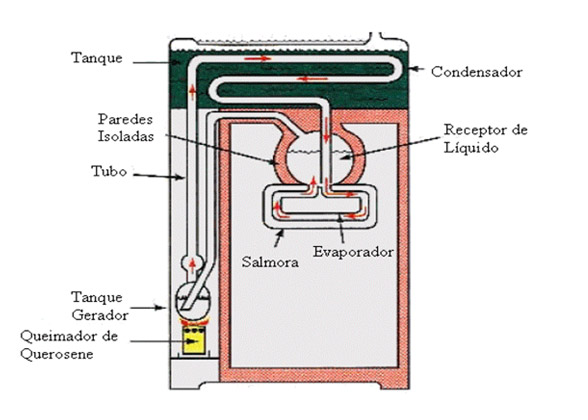 Tanque
Condensador
Paredes
Isoladas
Receptor de
Líquido
Tubo
Evaporador
Salmora
Tanque
Gerador
Queimador de
Querosene